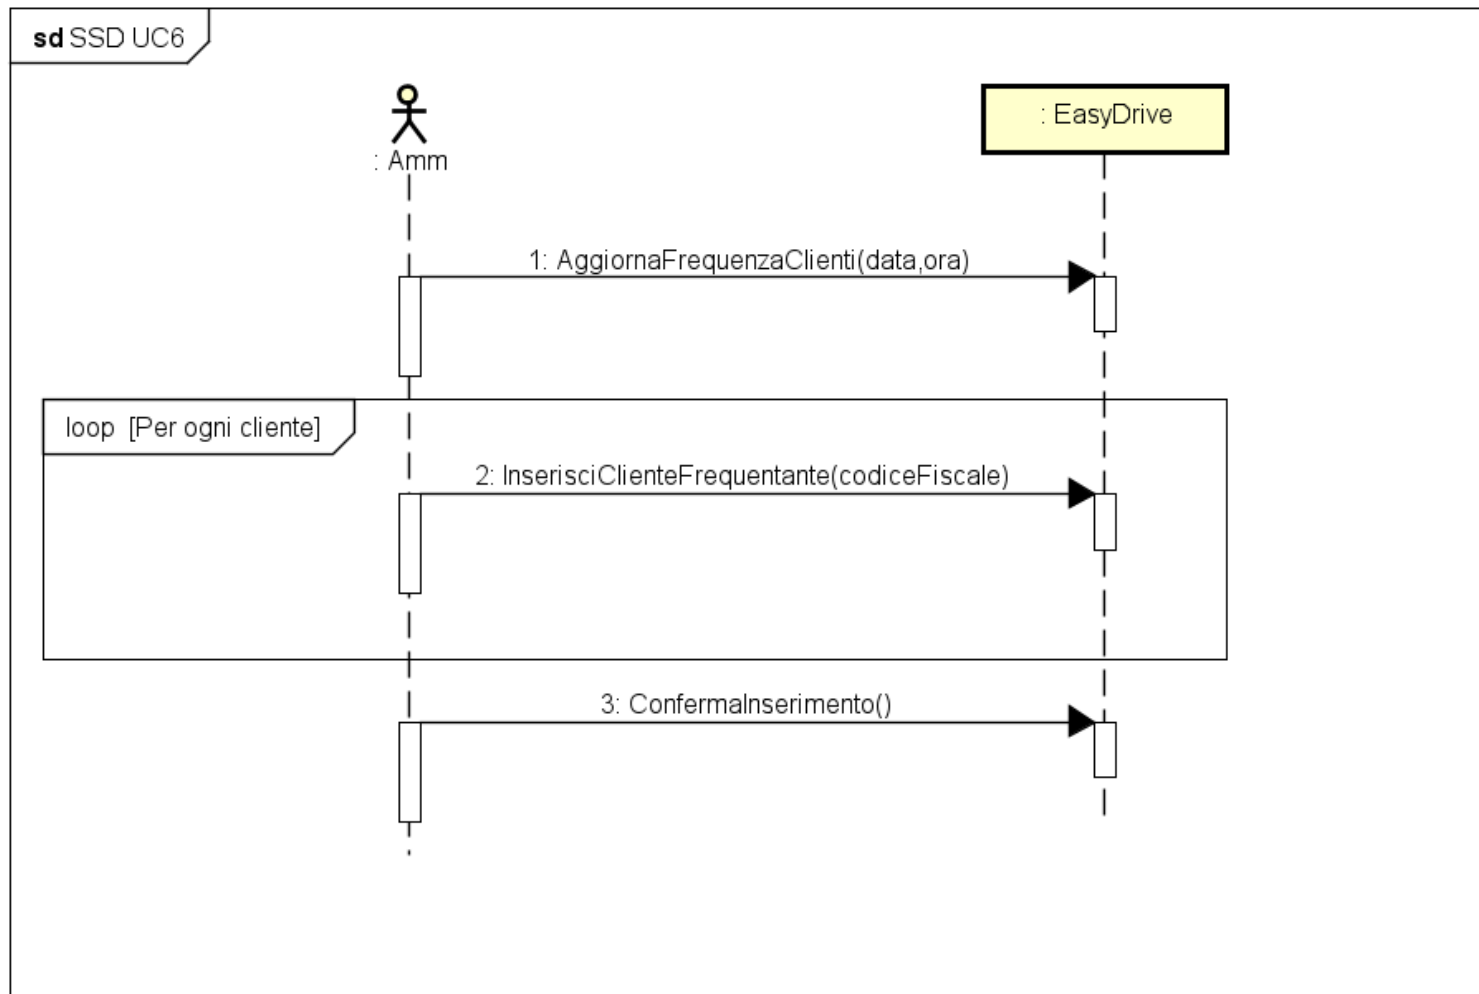 sd SSD UC6
: Amm
: EasyDrive
1: AggiornaFrequenzaClienti(data,ora)
loop [Per ogni cliente]
2: InserisciClienteFrequentante(codiceFiscale)
3: ConfermaInserimento()